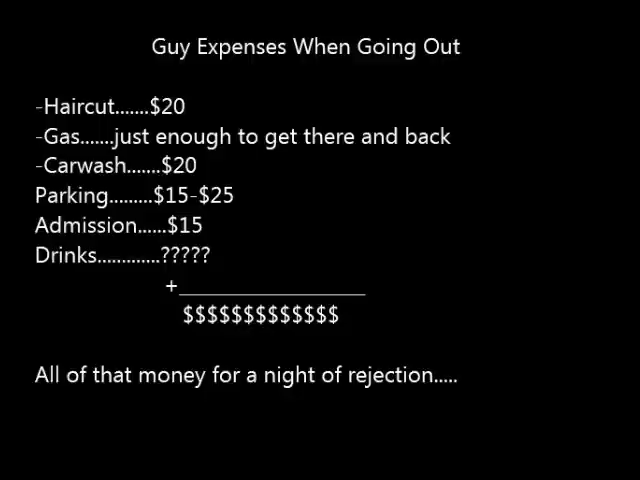 Guy Expenses When Going Out
-Haircut.......$20
-Gas.......just enough to get there and back
-Carwash.......$20
Parking.........$15-$25
Admission......$15
Drinks.............?????
+___________________
$$$$$$$$$$$$$
All of that money for a night of rejection.....